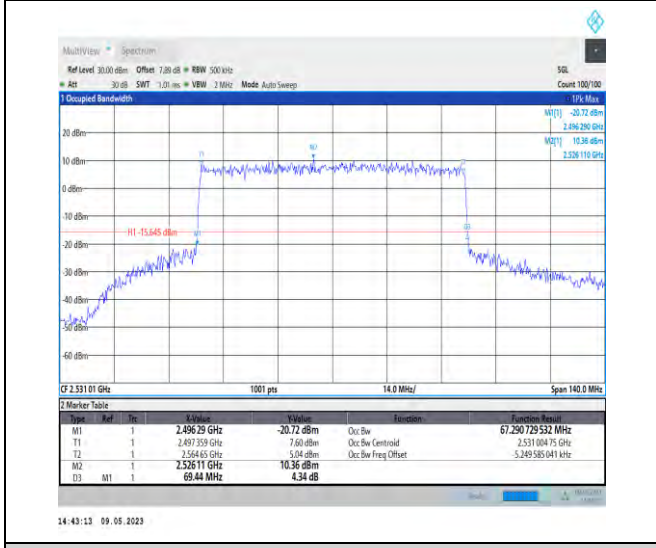 MultiView Spectrum
Ref Level 30.00 dBm Offset 7.89 dB RBW 500 kHz SGL
Att 30 dB SWT 1.01 ms VBW 2 MHz Mode Auto Sweep Count 100/100
1 Occupied Bandwidth 1Pk Max
M1[1] -20.72 dBm
2.496 290 GHz
M2[1] 10.36 dBm
2.526 110 GHz
20 dBm
T1
M2
10 dBm
0 dBm
-10 dBm
H1 -15.645 dBm
-20 dBm
-30 dBm
-40 dBm
-50 dBm
-60 dBm
CF 2.531 01 GHz 1001 pts 14.0 MHz/ Span 140.0 MHz
2 Marker Table
Type Ref Trc X-Value Y-Value Function Function Result
M1 1 2.496 29 GHz -20.72 dBm Occ Bw 67.290 729 532 MHz
T1 1 2.497 359 GHz 7.60 dBm Occ Bw Centroid 2.531 004 75 GHz
T2 1 2.564 65 GHz 5.04 dBm Occ Bw Freq Offset -5.249 585 041 kHz
M2 1 2.526 11 GHz 10.36 dBm
D3 M1 1 69.44 MHz 4.34 dB
14:43:13 09.05.2023